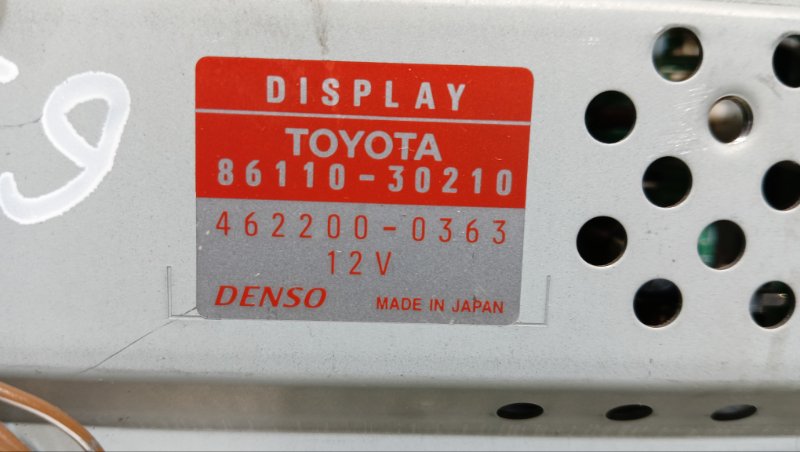 DISPLAY
TOYOTA
86110-30210
462200-0363
12V
DENSO MADE IN JAPAN